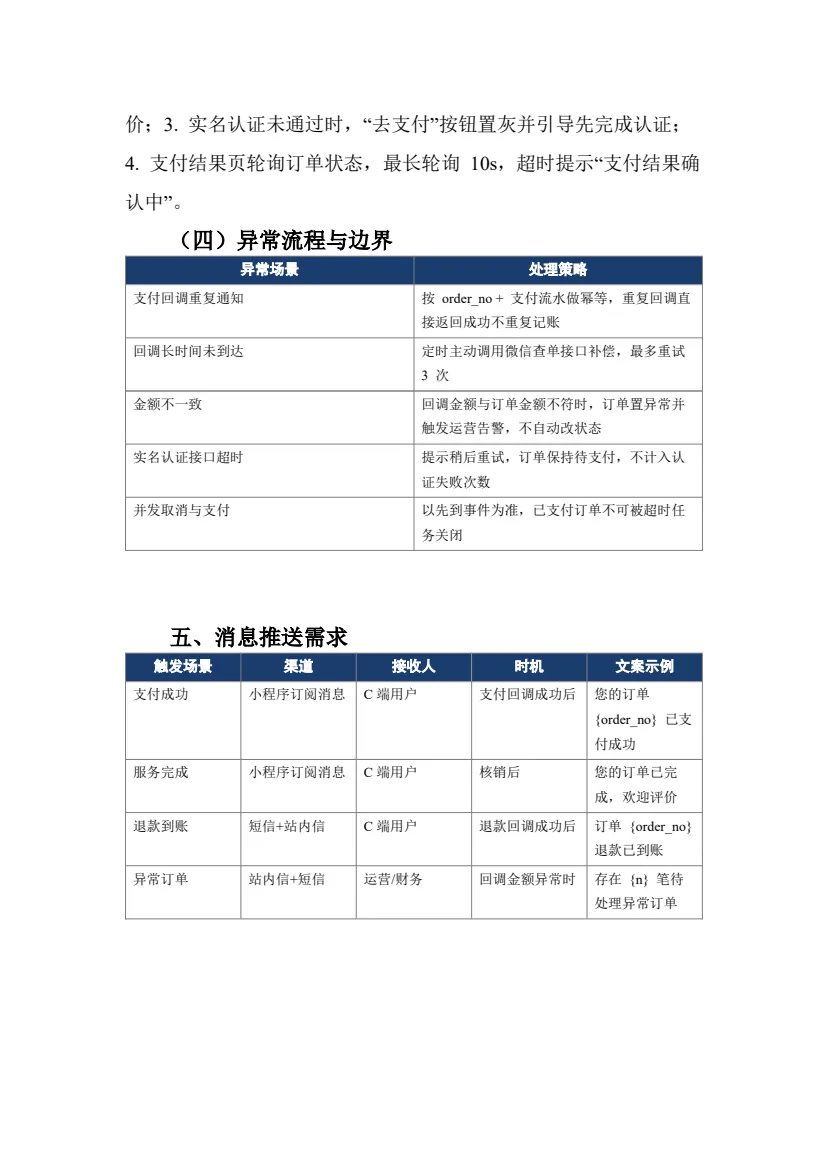 价；3. 实名认证未通过时，“去支付”按钮置灰并引导先完成认证；
4. 支付结果页轮询订单状态，最长轮询 10s，超时提示“支付结果确
认中”。
（四）异常流程与边界
异常场景 处理策略
支付回调重复通知 按 order_no + 支付流水做幂等，重复回调直
接返回成功不重复记账
回调长时间未到达 定时主动调用微信查单接口补偿，最多重试
3 次
金额不一致 回调金额与订单金额不符时，订单置异常并
触发运营告警，不自动改状态
实名认证接口超时 提示稍后重试，订单保持待支付，不计入认
证失败次数
并发取消与支付 以先到事件为准，已支付订单不可被超时任
务关闭
五、消息推送需求
触发场景 渠道 接收人 时机 文案示例
支付成功 小程序订阅消息 C 端用户 支付回调成功后 您的订单
{order_no} 已支
付成功
服务完成 小程序订阅消息 C 端用户 核销后 您的订单已完
成，欢迎评价
退款到账 短信+站内信 C 端用户 退款回调成功后 订单 {order_no}
退款已到账
异常订单 站内信+短信 运营/财务 回调金额异常时 存在 {n} 笔待
处理异常订单